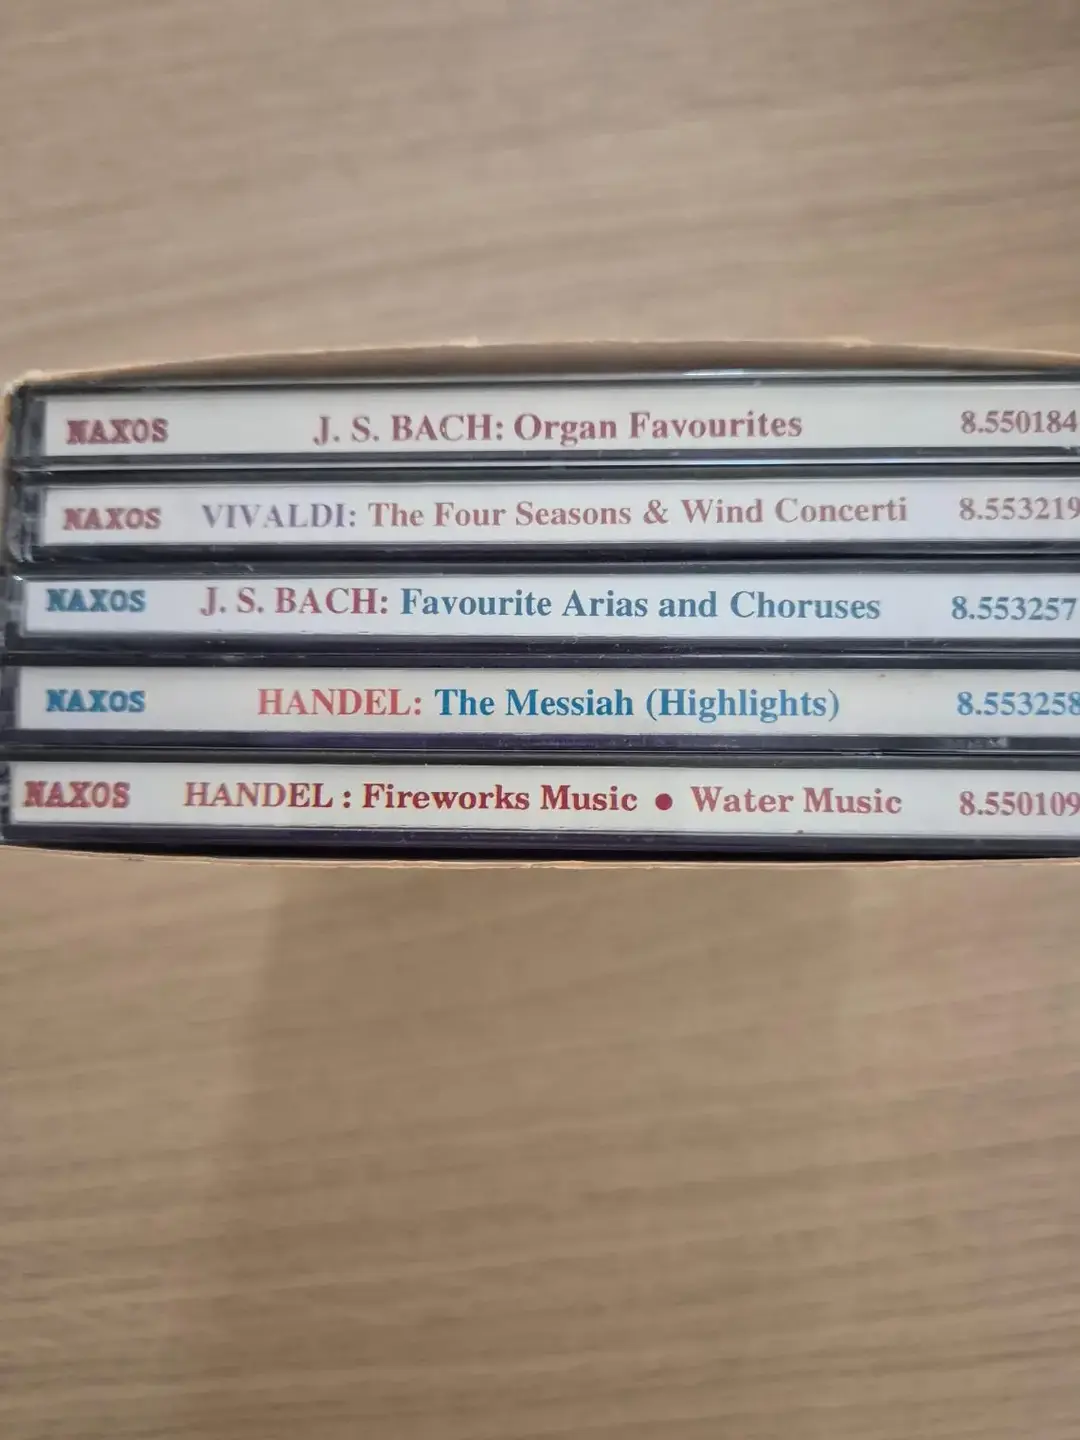 NAXOS J. S. BACH: Organ Favourites 8.550184
NAXOS VIVALDI: The Four Seasons & Wind Concerti 8.553219
NAXOS J. S. BACH: Favourite Arias and Choruses 8.553257
NAXOS HANDEL: The Messiah (Highlights) 8.553258
NAXOS HANDEL : Fireworks Music ● Water Music 8.550109